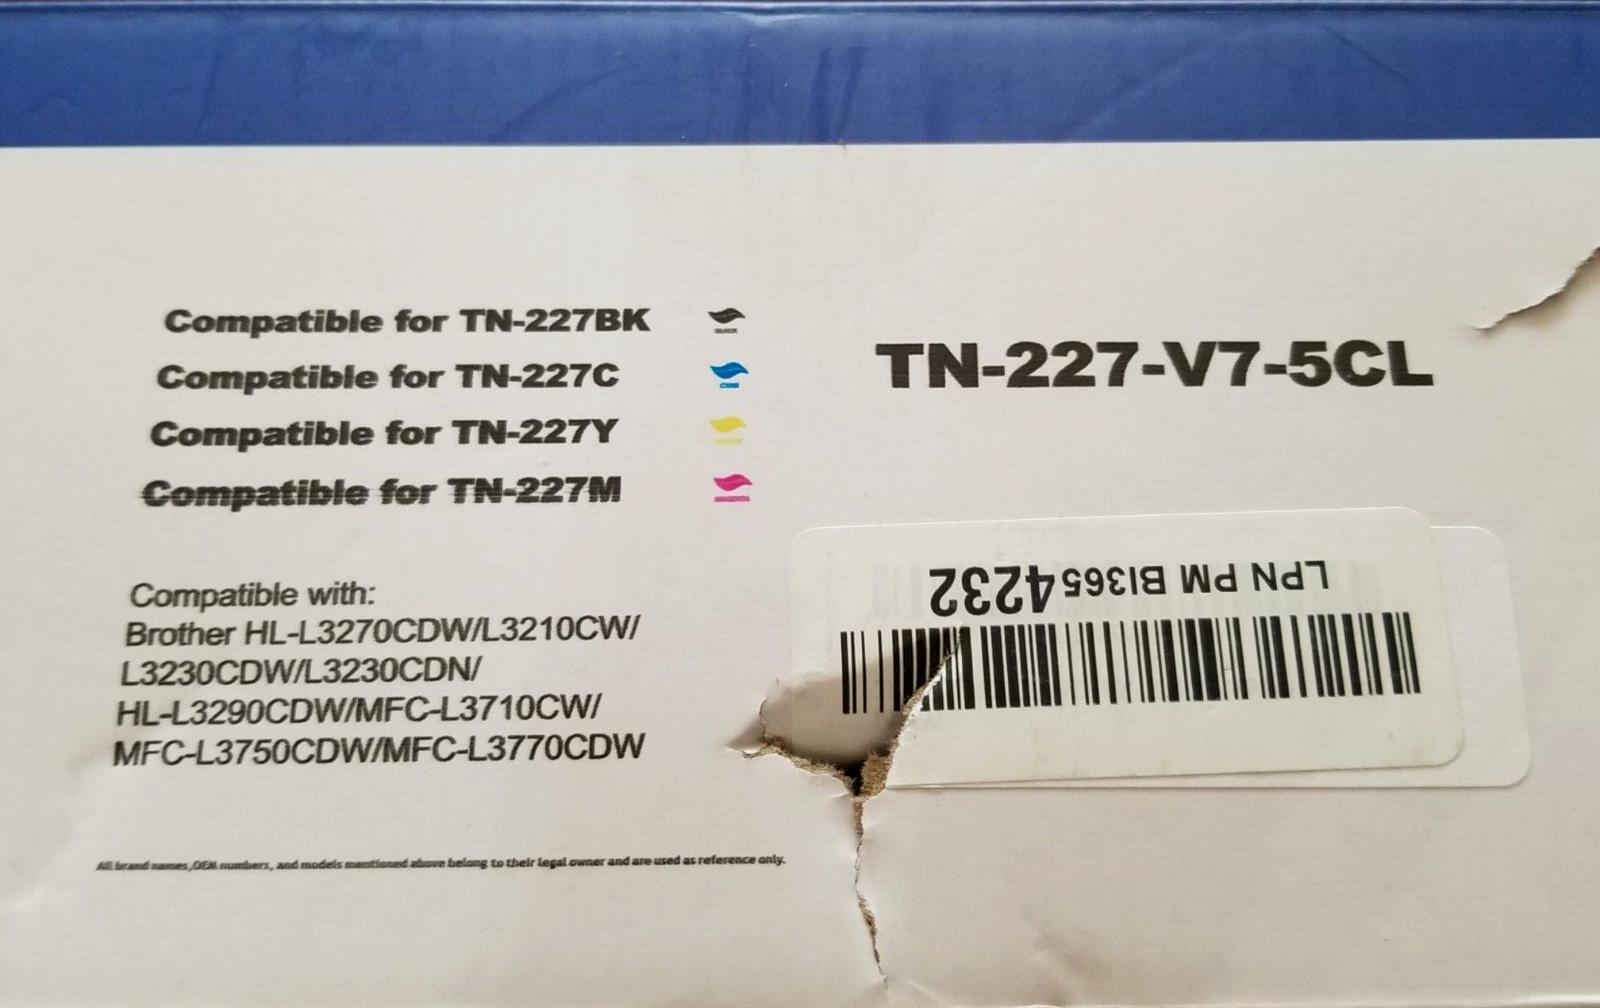 Compatible for TN-227BK
BLACK
Compatible for TN-227C
CYAN
Compatible for TN-227Y
Compatible for TN-227M
MAGENTA
TN-227-V7-5CL
Compatible with:
Brother HL-L3270CDW/L3210CW/
L3230CDW/L3230CDN/
HL-L3290CDW/MFC-L3710CW/
MFC-L3750CDW/MFC-L3770CDW
All brand names,OEM numbers, and models mentioned above belong to their legal owner and are used as reference only.
LPN PM BI3654232